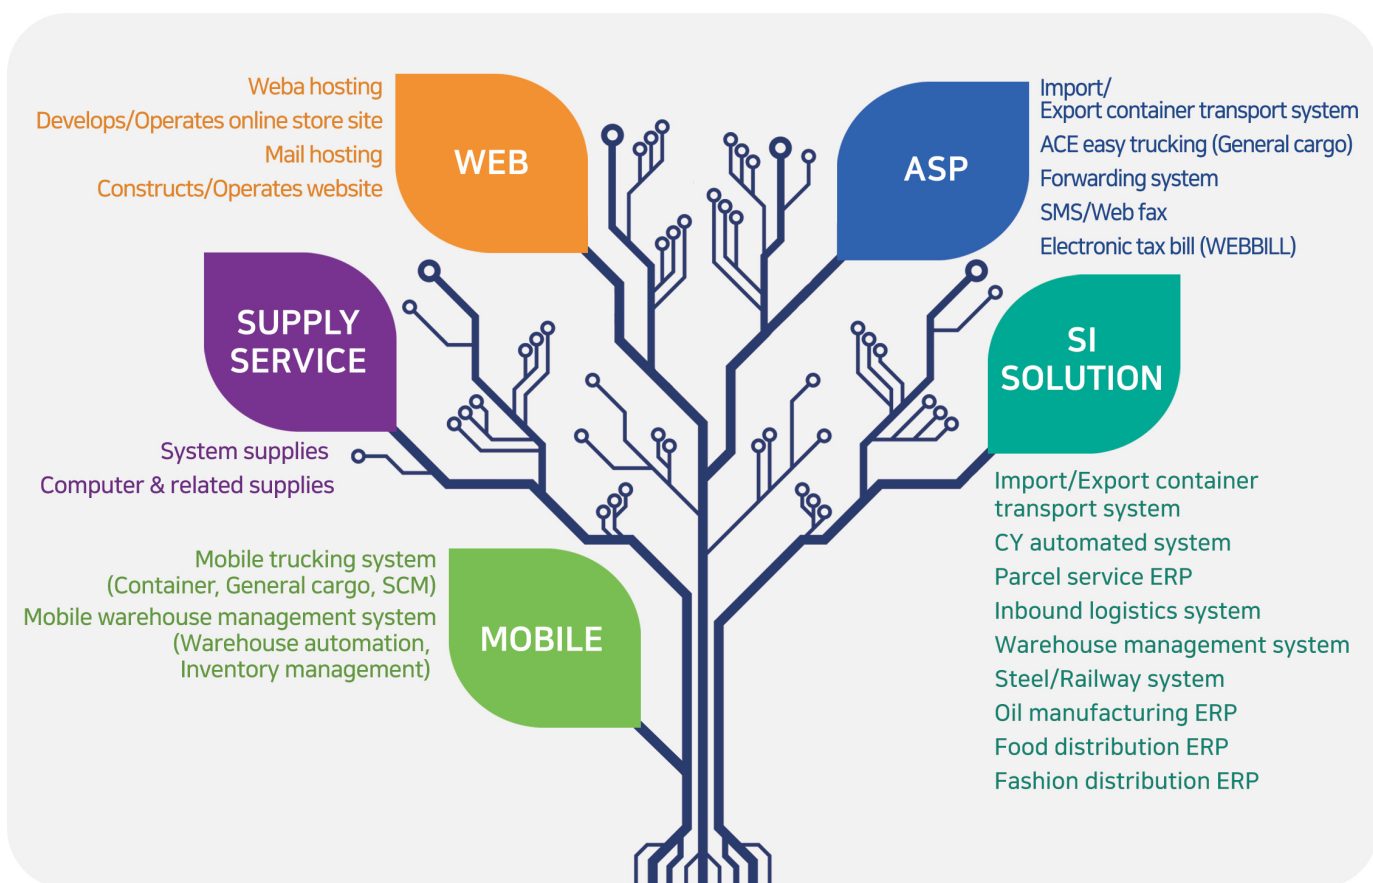 WEB
Weba hosting
Develops/Operates online store site
Mail hosting
Constructs/Operates website
ASP
Import/
Export container transport system
ACE easy trucking (General cargo)
Forwarding system
SMS/Web fax
Electronic tax bill (WEBBILL)
SUPPLY
SERVICE
System supplies
Computer & related supplies
SI
SOLUTION
Import/Export container
transport system
CY automated system
Parcel service ERP
Inbound logistics system
Warehouse management system
Steel/Railway system
Oil manufacturing ERP
Food distribution ERP
Fashion distribution ERP
MOBILE
Mobile trucking system
(Container, General cargo, SCM)
Mobile warehouse management system
(Warehouse automation,
Inventory management)